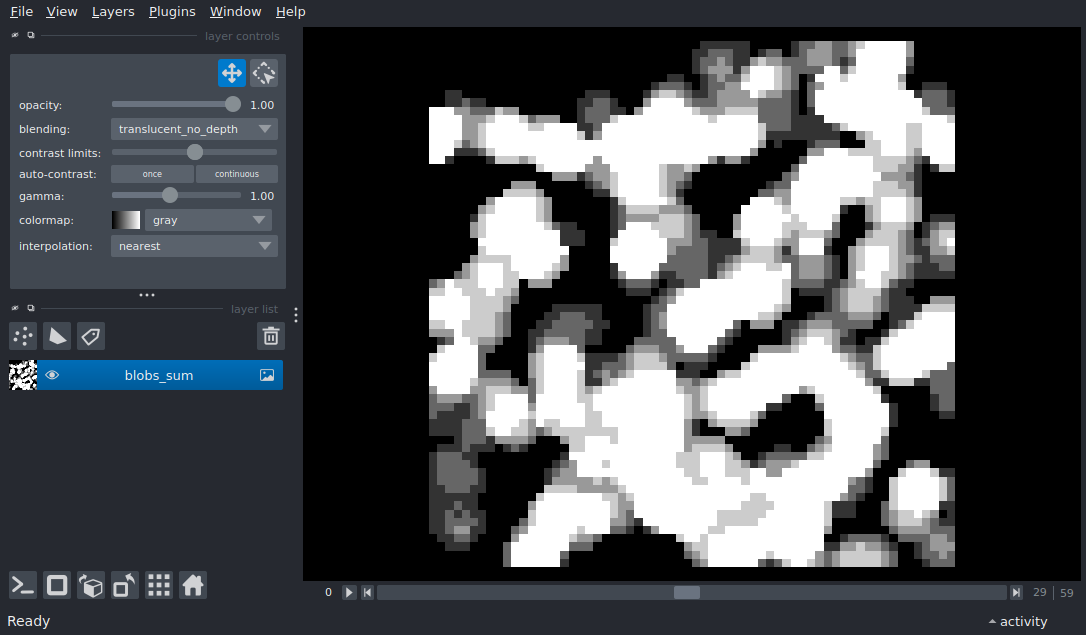 File View Layers Plugins Window Help
layer controls
opacity: 1.00
blending: translucent_no_depth
contrast limits:
auto-contrast: once continuous
gamma: 1.00
colormap: gray
interpolation: nearest
layer list
blobs_sum
0 29 59
Ready activity